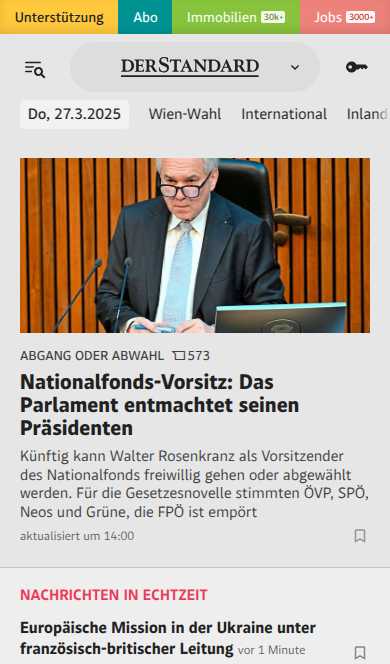 Unterstützung Abo Immobilien 30k+ Jobs 3000+
DERSTANDARD
Do, 27.3.2025 Wien-Wahl International Inland
ABGANG ODER ABWAHL 573
Nationalfonds-Vorsitz: Das
Parlament entmachtet seinen
Präsidenten
Künftig kann Walter Rosenkranz als Vorsitzender
des Nationalfonds freiwillig gehen oder abgewählt
werden. Für die Gesetzesnovelle stimmten ÖVP, SPÖ,
Neos und Grüne, die FPÖ ist empört
aktualisiert um 14:00
NACHRICHTEN IN ECHTZEIT
Europäische Mission in der Ukraine unter
französisch-britischer Leitung vor 1 Minute